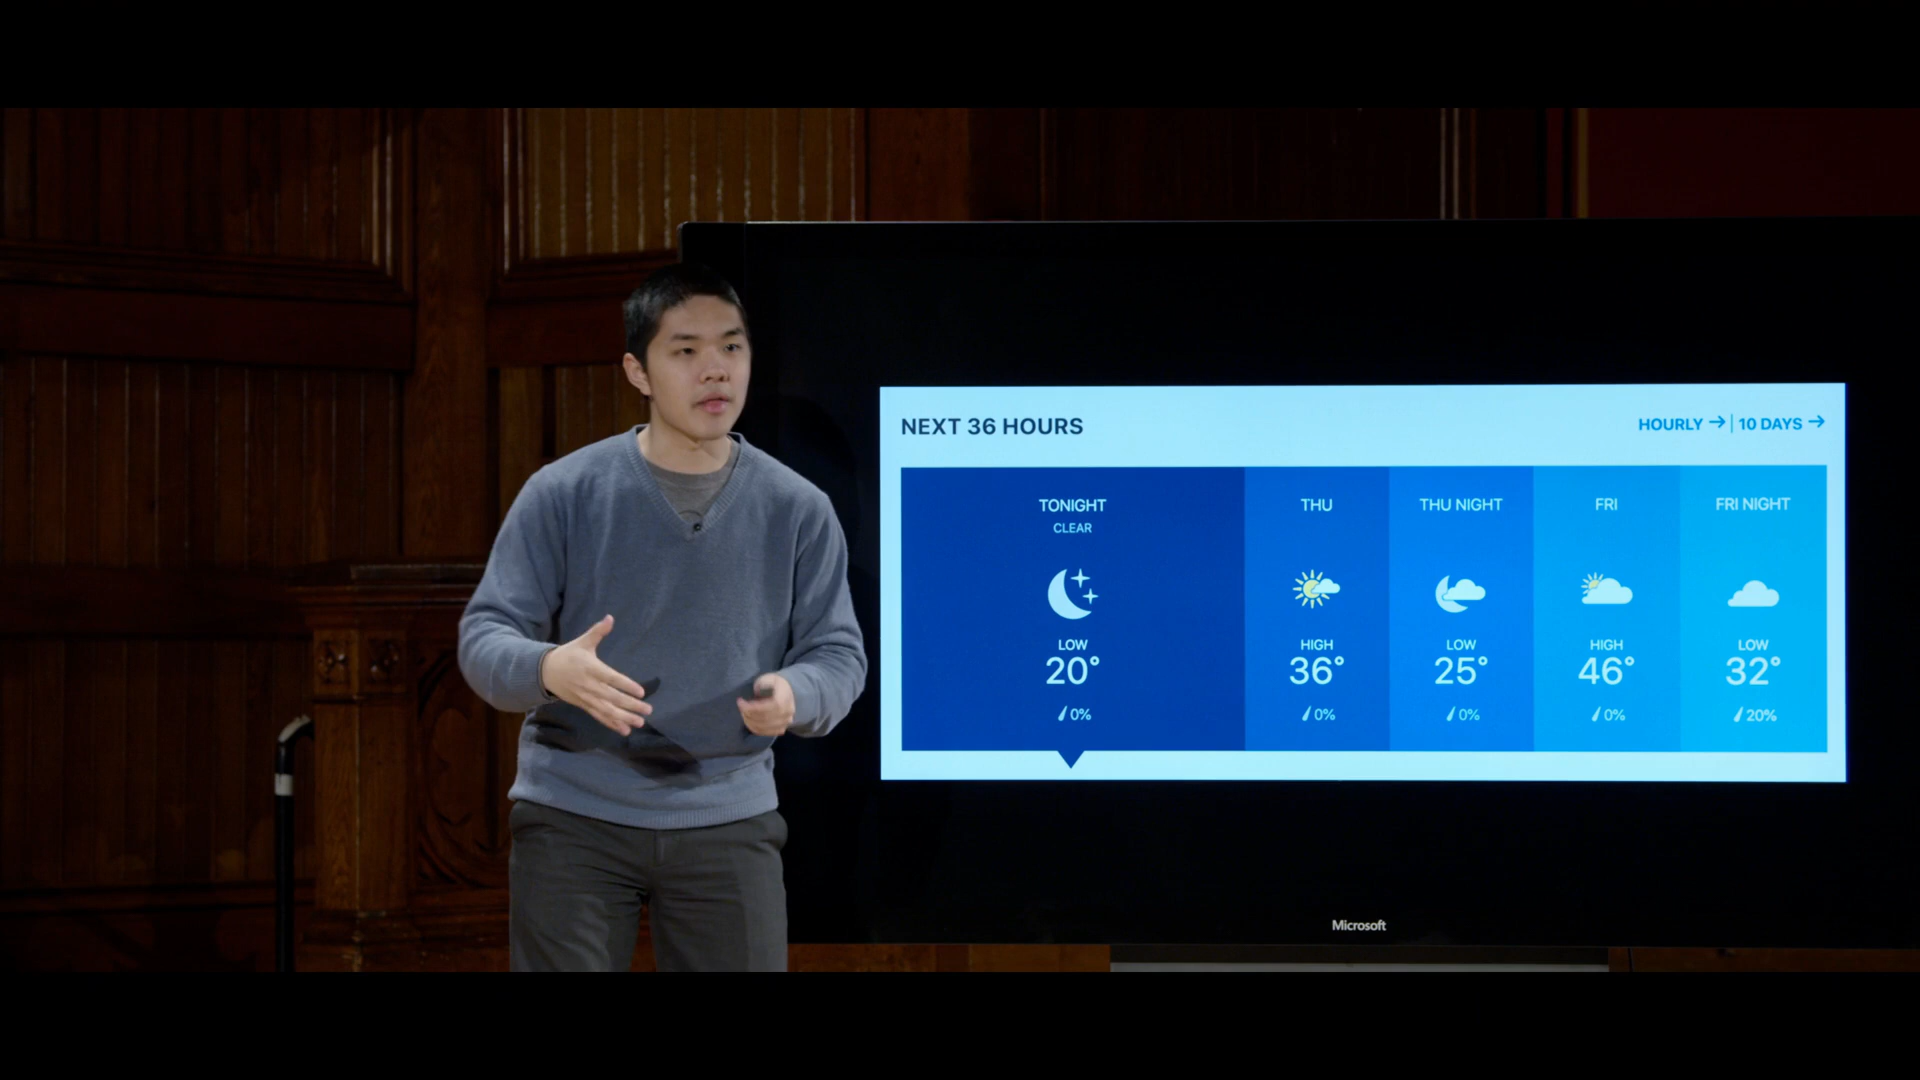 NEXT 36 HOURS
HOURLY → | 10 DAYS →
TONIGHT
CLEAR
LOW
20°
0%
THU
HIGH
36°
0%
THU NIGHT
LOW
25°
0%
FRI
HIGH
46°
0%
FRI NIGHT
LOW
32°
20%
Microsoft